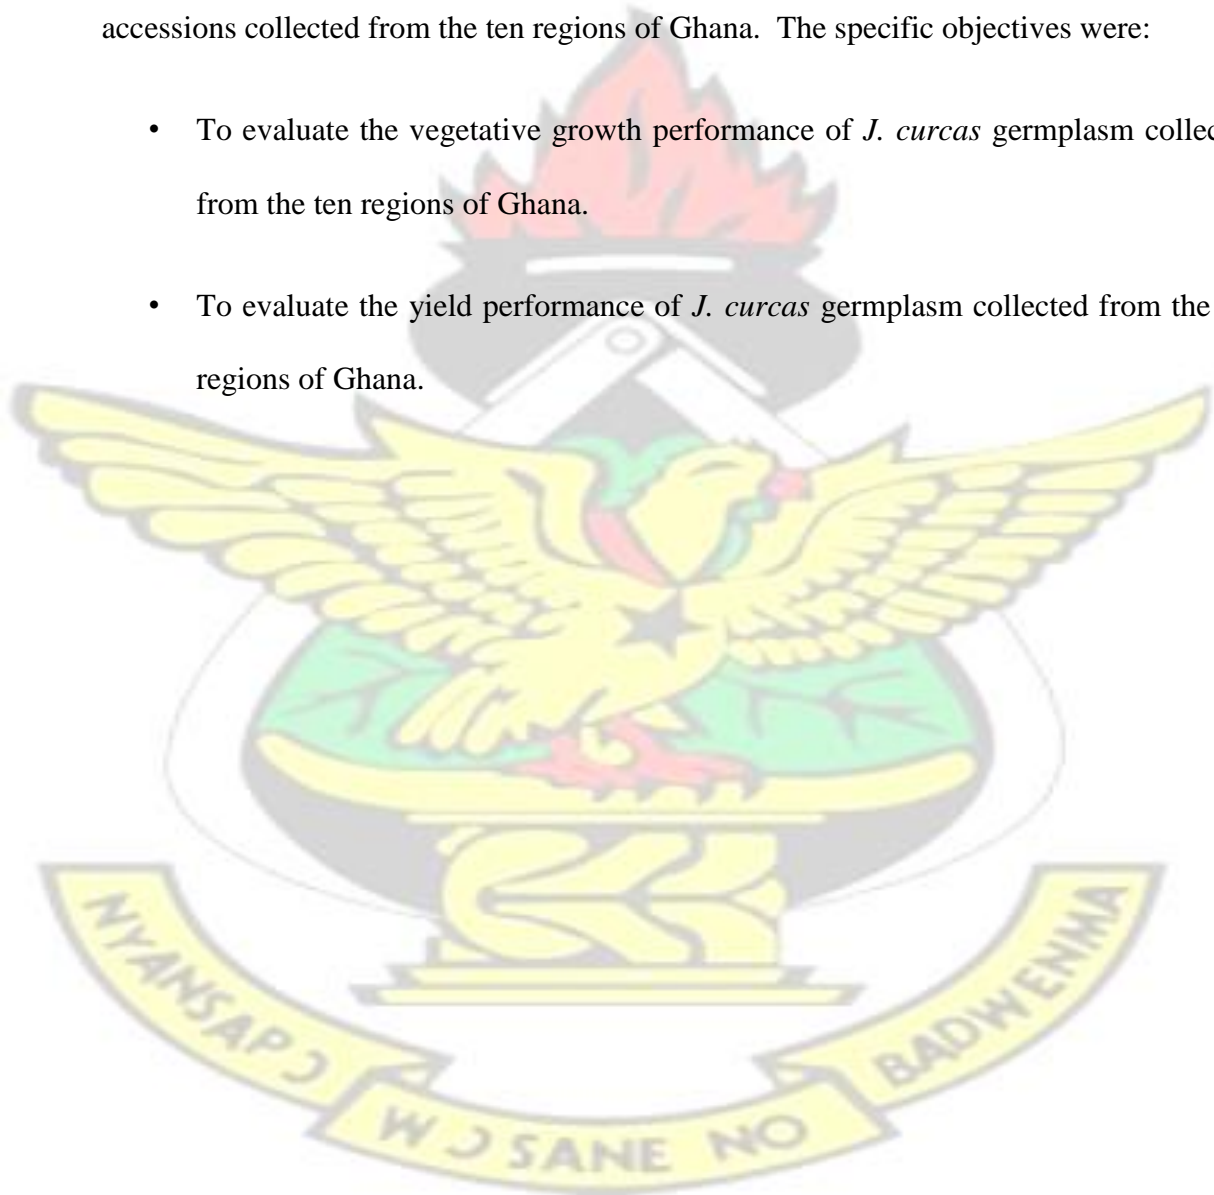 accessions collected from the ten regions of Ghana. The specific objectives were:
• To evaluate the vegetative growth performance of J. curcas germplasm collec
from the ten regions of Ghana.
• To evaluate the yield performance of J. curcas germplasm collected from the
regions of Ghana.
NYANSAPƆ
WƆSANE NO
BADWENMA